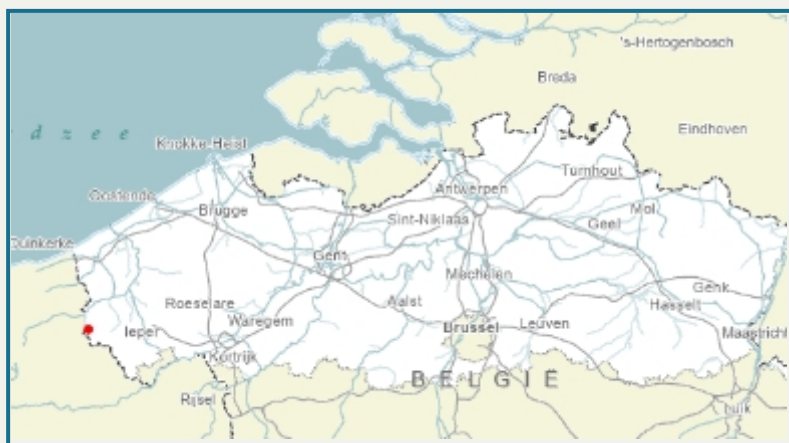 's-Hertogenbosch
Breda
Eindhoven
d z e e
Knokke-Heist
Turnhout
Antwerpen
Oostende
Brugge
Sint-Niklaas
Mol
Geel
Duinkerke
Gent
Mechelen
Genk
Roeselare
Aalst
Hasselt
Waregem
Ieper
Brussel
Leuven
Maastricht
Kortrijk
BELGIË
Rijsel
Luik